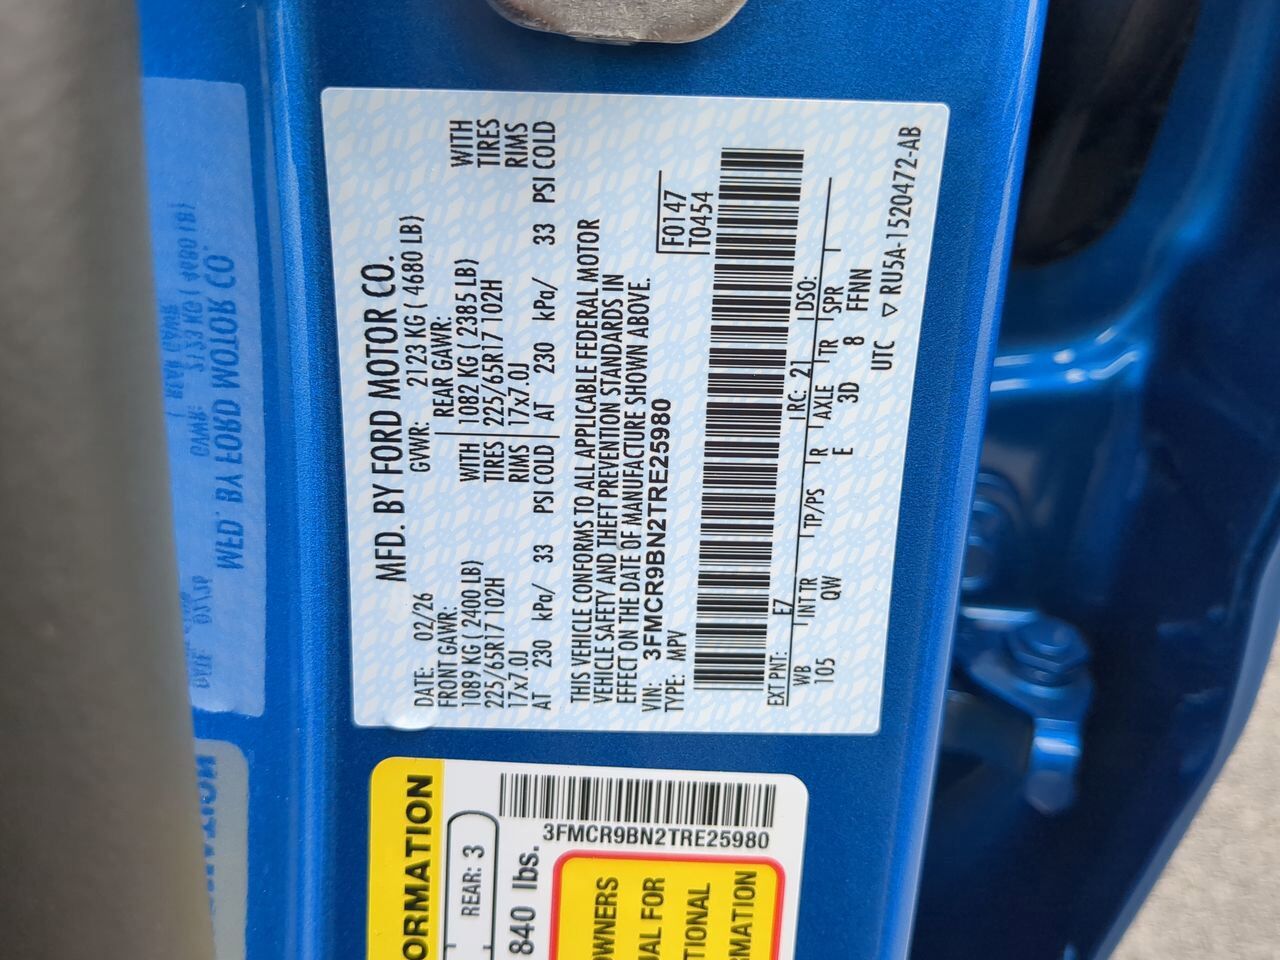 MFD. BY FORD MOTOR CO.
DATE: 02/26 GVWR: 2123 KG ( 4680 LB)
FRONT GAWR: REAR GAWR:
1089 KG ( 2400 LB) WITH 1082 KG ( 2385 LB) WITH
225/65R17 102H TIRES 225/65R17 102H TIRES
17x7.0J RIMS 17x7.0J RIMS
AT 230 kPa/ 33 PSI COLD AT 230 kPa/ 33 PSI COLD
THIS VEHICLE CONFORMS TO ALL APPLICABLE FEDERAL MOTOR
VEHICLE SAFETY AND THEFT PREVENTION STANDARDS IN
EFFECT ON THE DATE OF MANUFACTURE SHOWN ABOVE.
VIN: 3FMCR9BN2TRE25980 F0147
TYPE: MPV T0454
EXT PNT: E7 RC: 21 DSO:
WB INT TR TP/PS R AXLE TR SPR
105 QW E 3D 8 FFNN
UTC ▽ RU5A-1520472-AB
ORMATION
REAR: 3
840 lbs.
3FMCR9BN2TRE25980
OWNERS
UAL FOR
TIONAL
RMATION